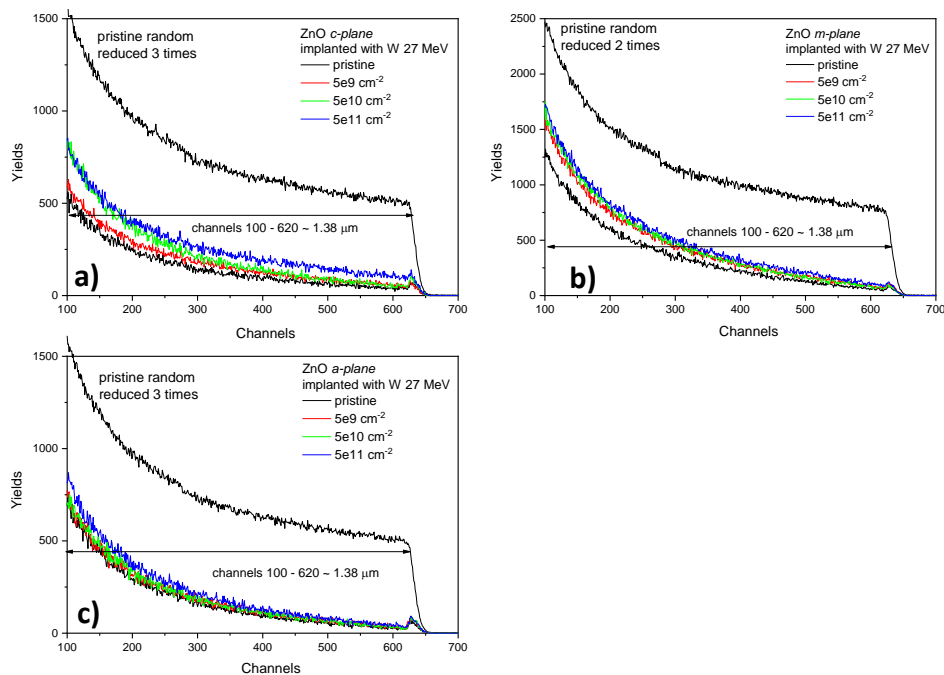 1500
1000
500
0
Yields
pristine random
reduced 3 times
ZnO c-plane
implanted with W 27 MeV
pristine
5e9 cm⁻²
5e10 cm⁻²
5e11 cm⁻²
channels 100 - 620 ~ 1.38 μm
a)
100 200 300 400 500 600 700
Channels
2500
2000
1750
1500
1250
1000
750
500
250
0
Yields
pristine random
reduced 2 times
ZnO m-plane
implanted with W 27 MeV
pristine
5e9 cm⁻²
5e10 cm⁻²
5e11 cm⁻²
channels 100 - 620 ~ 1.38 μm
b)
100 200 300 400 500 600 700
Channels
1500
1000
500
0
Yields
pristine random
reduced 3 times
ZnO a-plane
implanted with W 27 MeV
pristine
5e9 cm⁻²
5e10 cm⁻²
5e11 cm⁻²
channels 100 - 620 ~ 1.38 μm
c)
100 200 300 400 500 600 700
Channels